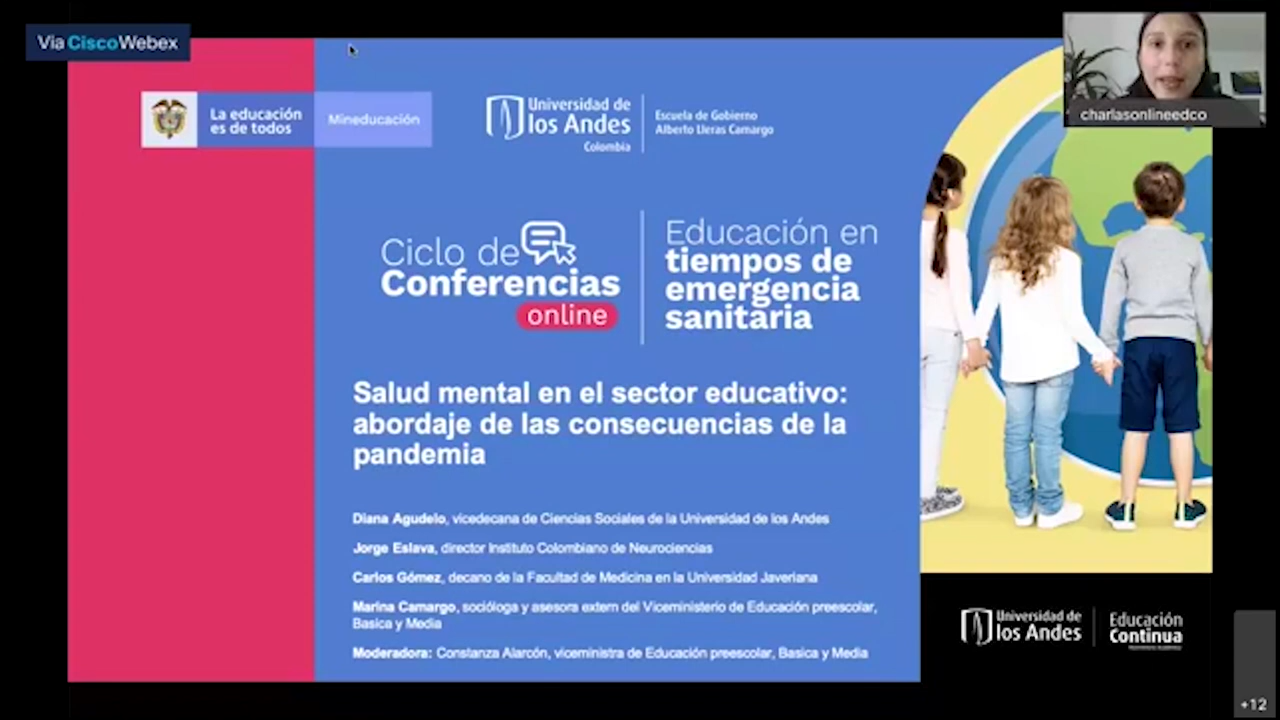 Via CiscoWebex
charlasonlineedco
La educación
es de todos
Mineducación
Universidad de
los Andes
Colombia
Escuela de Gobierno
Alberto Lleras Camargo
Ciclo de
Conferencias
online
Educación en
tiempos de
emergencia
sanitaria
Salud mental en el sector educativo:
abordaje de las consecuencias de la
pandemia
Diana Agudelo, vicedecana de Ciencias Sociales de la Universidad de los Andes
Jorge Eslava, director Instituto Colombiano de Neurociencias
Carlos Gómez, decano de la Facultad de Medicina en la Universidad Javeriana
Marina Camargo, socióloga y asesora extern del Viceministerio de Educación preescolar,
Basica y Media
Moderadora: Constanza Alarcón, viceministra de Educación preescolar, Basica y Media
Universidad de
los Andes
Educación
Continua
+12